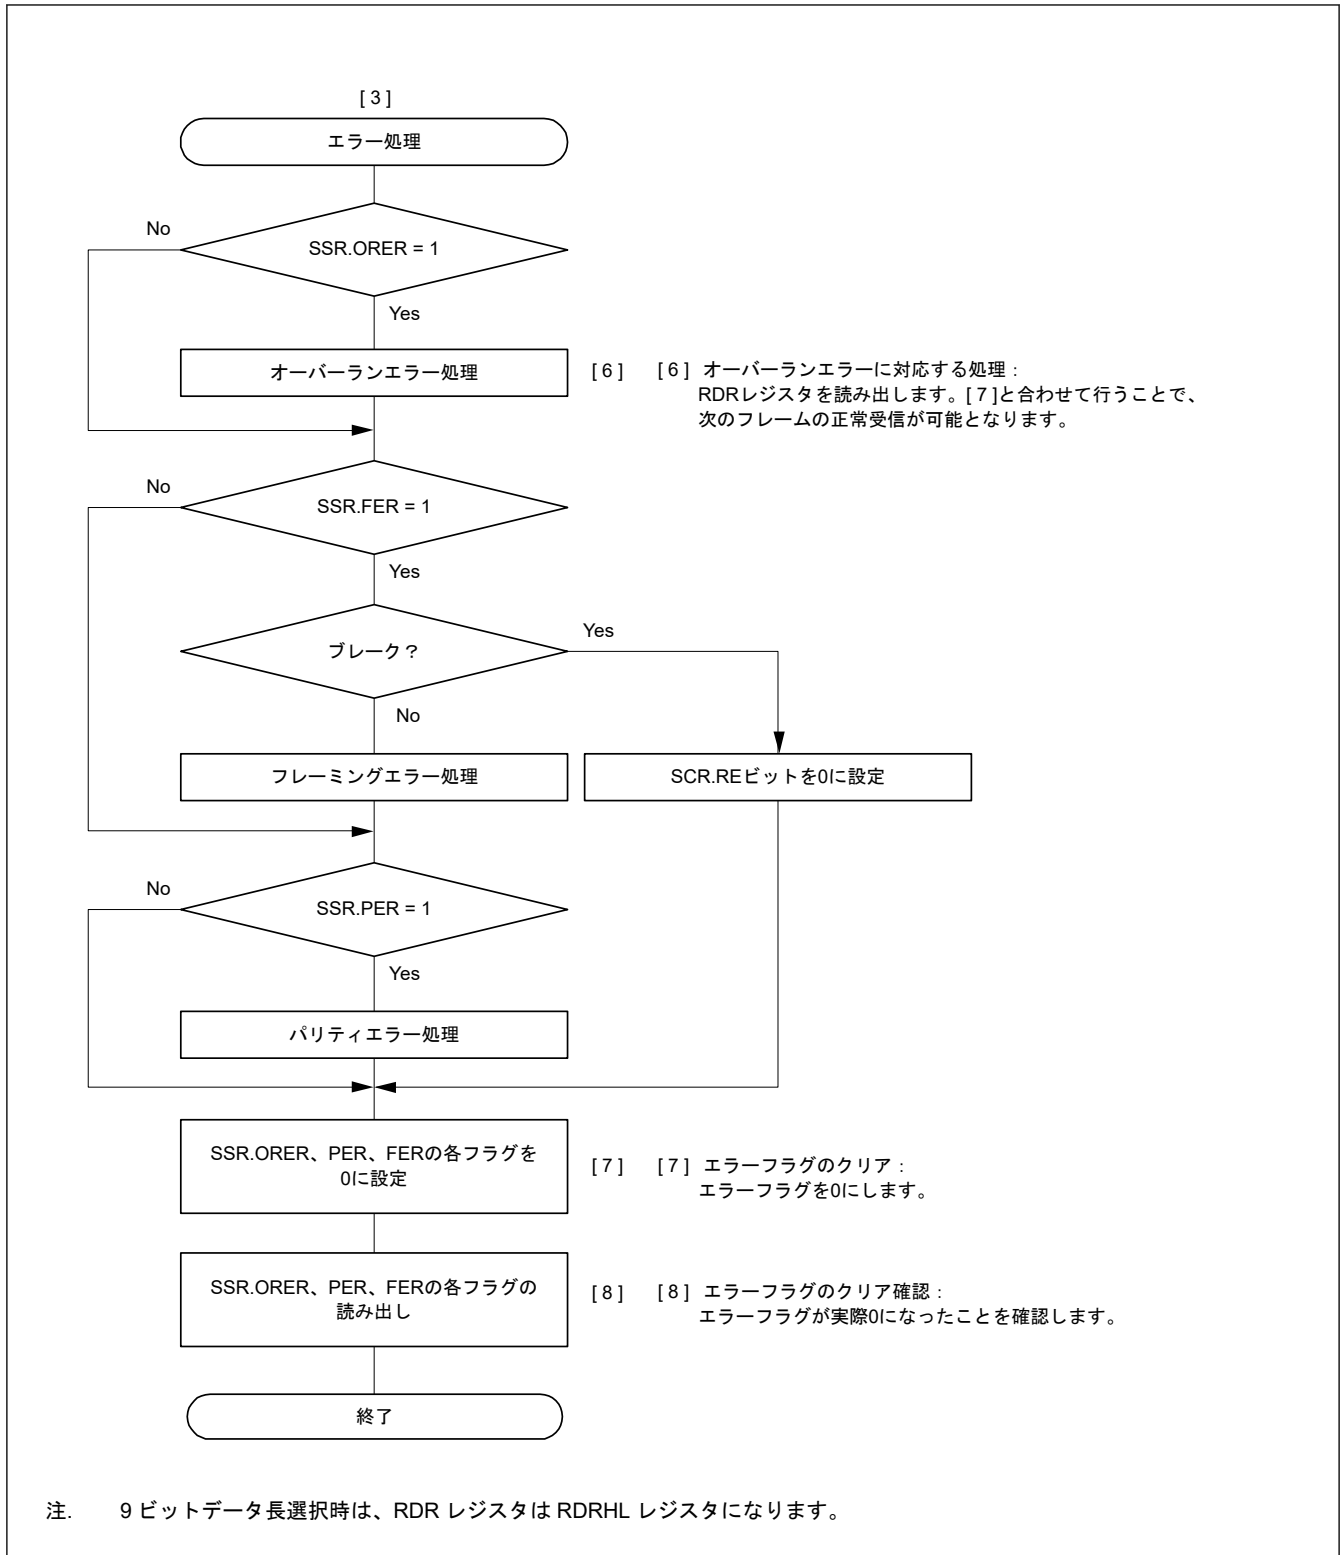 [ 3 ]
エラー処理
No
SSR.ORER = 1
Yes
オーバーランエラー処理
[ 6 ]
[ 6 ] オーバーランエラーに対応する処理：
RDRレジスタを読み出します。[ 7 ]と合わせて行うことで、
次のフレームの正常受信が可能となります。
No
SSR.FER = 1
Yes
ブレーク？
Yes
No
フレーミングエラー処理
SCR.REビットを0に設定
No
SSR.PER = 1
Yes
パリティエラー処理
SSR.ORER、PER、FERの各フラグを
0に設定
[ 7 ]
[ 7 ] エラーフラグのクリア：
エラーフラグを0にします。
SSR.ORER、PER、FERの各フラグの
読み出し
[ 8 ]
[ 8 ] エラーフラグのクリア確認：
エラーフラグが実際0になったことを確認します。
終了
注. 9 ビットデータ長選択時は、RDR レジスタは RDRHL レジスタになります。